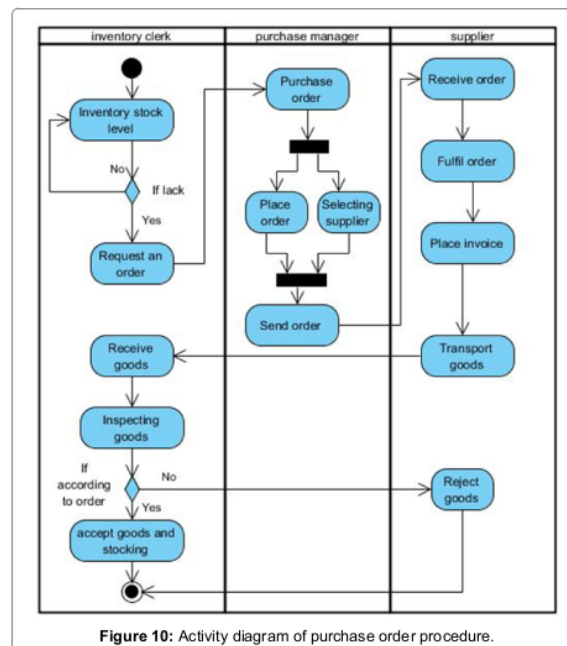 inventory clerk
purchase manager
supplier
Inventory stock
level
No
If lack
Yes
Request an
order
Purchase
order
Place
order
Selecting
supplier
Send order
Receive order
Fulfil order
Place invoice
Transport
goods
Receive
goods
Inspecting
goods
If
according
to order
No
Yes
Reject
goods
accept goods and
stocking
Figure 10: Activity diagram of purchase order procedure.